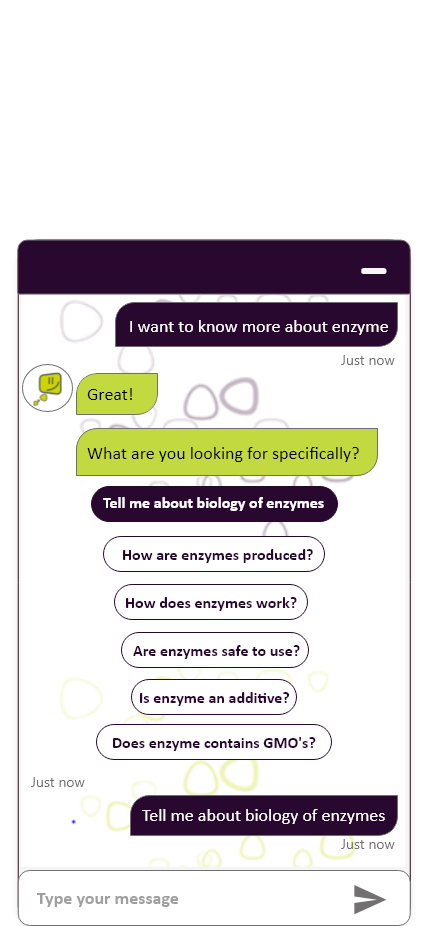 I want to know more about enzyme
Just now
Great!
What are you looking for specifically?
Tell me about biology of enzymes
How are enzymes produced?
How does enzymes work?
Are enzymes safe to use?
Is enzyme an additive?
Does enzyme contains GMO's?
Just now
Tell me about biology of enzymes
Just now
Type your message